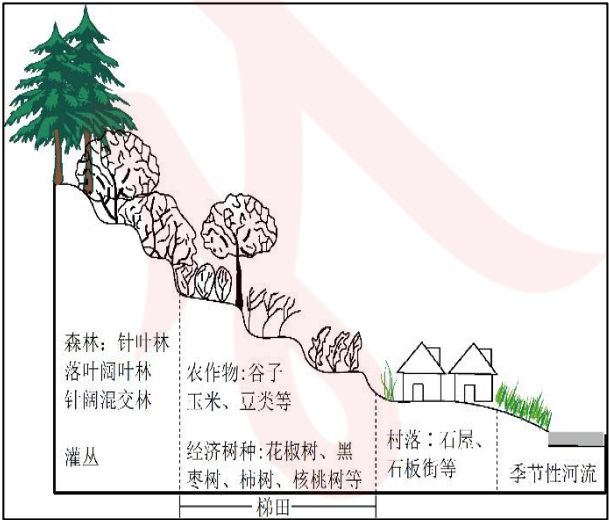 森林：针叶林
落叶阔叶林
针阔混交林
灌丛
农作物:谷子
玉米、豆类等
经济树种:花椒树、黑
枣树、柿树、核桃树等
村落：石屋、
石板街等
季节性河流
梯田